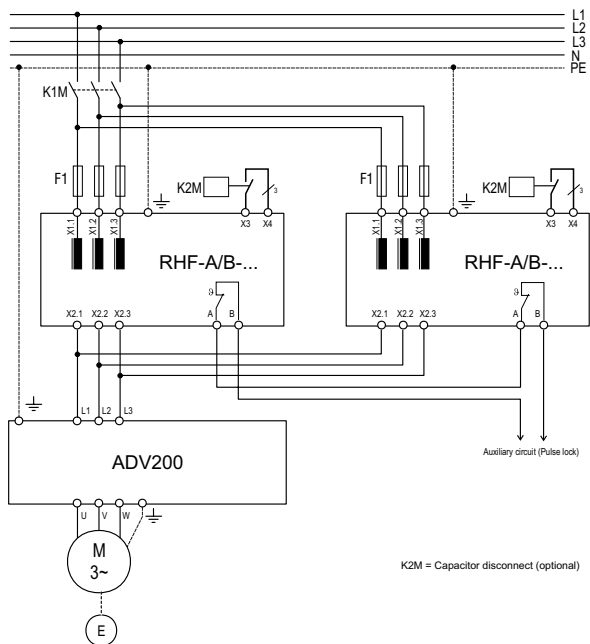 L1
L2
L3
N
PE
K1M
F1
K2M
3
F1
K2M
3
X1.1
X1.2
X1.3
X3
X4
X1.1
X1.2
X1.3
X3
X4
RHF-A/B-...
RHF-A/B-...
ϑ
ϑ
X2.1
X2.2
X2.3
A
B
X2.1
X2.2
X2.3
A
B
L1
L2
L3
Auxiliary circuit (Pulse lock)
ADV200
U
V
W
M
3~
K2M = Capacitor disconnect (optional)
E